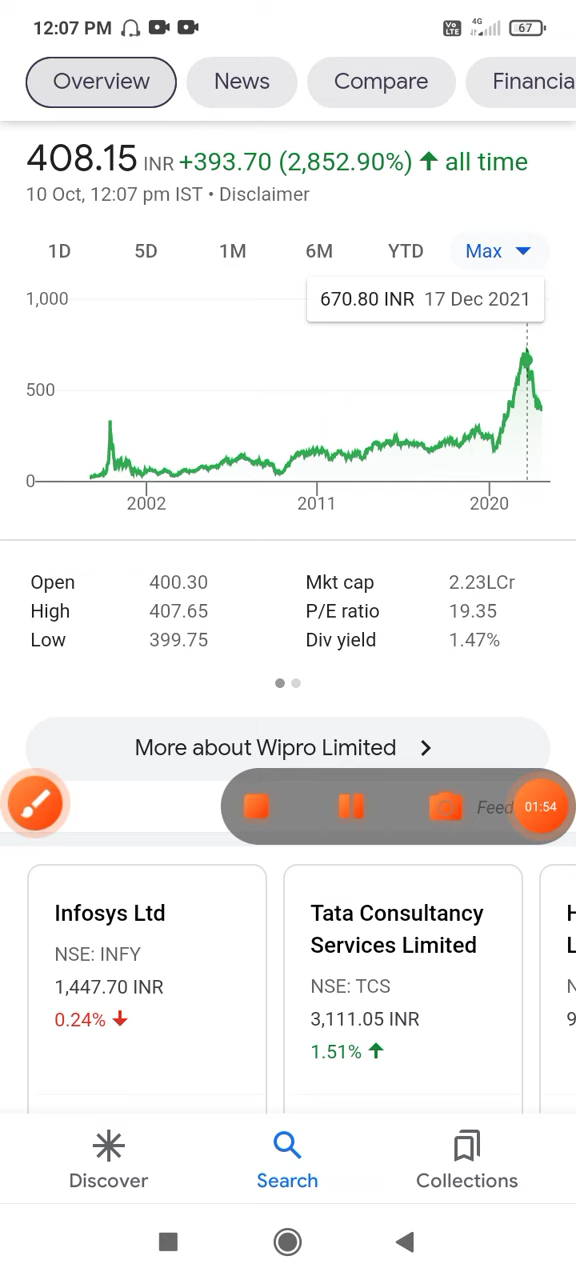 12:07 PM Vo LTE 4G 67
Overview News Compare Financia
408.15 INR +393.70 (2,852.90%) ↑ all time
10 Oct, 12:07 pm IST • Disclaimer
1D 5D 1M 6M YTD Max
1,000
670.80 INR 17 Dec 2021
500
0
2002 2011 2020
Open 400.30 Mkt cap 2.23LCr
High 407.65 P/E ratio 19.35
Low 399.75 Div yield 1.47%
More about Wipro Limited
Feed 01:54
Infosys Ltd
NSE: INFY
1,447.70 INR
0.24% ↓
Tata Consultancy
Services Limited
NSE: TCS
3,111.05 INR
1.51% ↑
H
L
N
9
Discover Search Collections